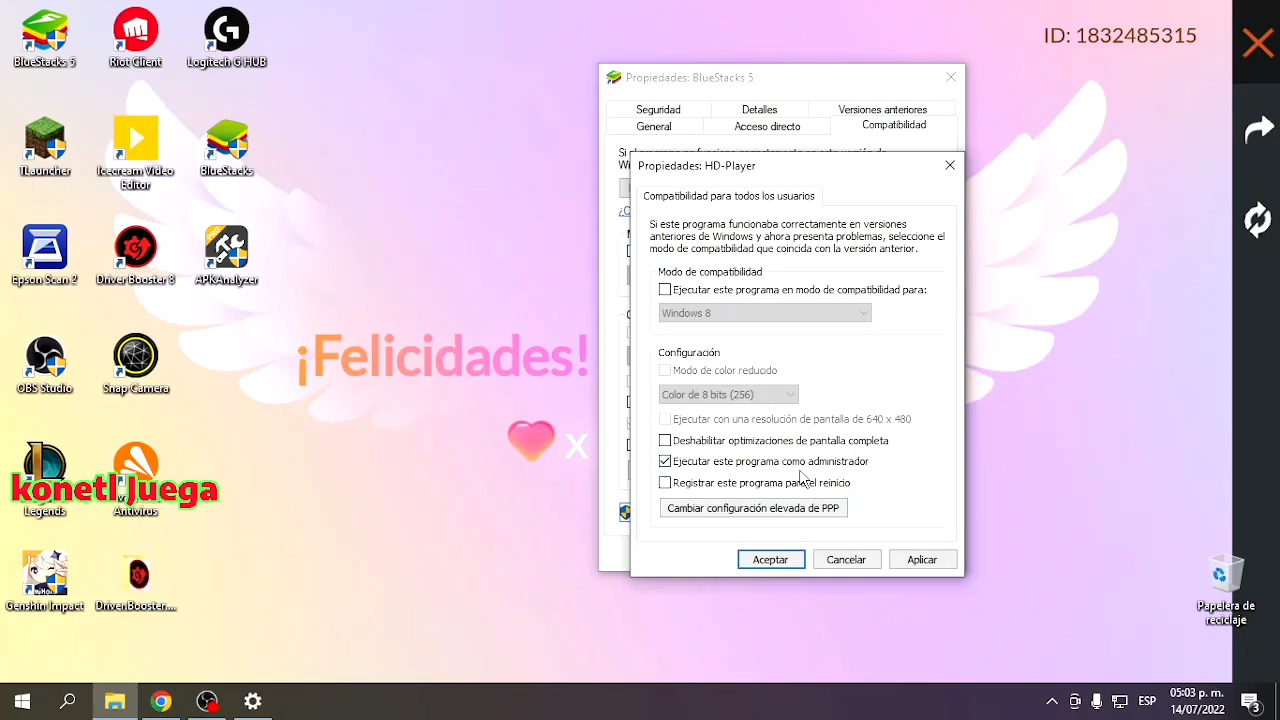 BlueStacks 5
Riot Client
Logitech G HUB
TLauncher
Icecream Video
Editor
BlueStacks
Epson Scan 2
Driver Booster 8
APKAnalyzer
PRO
OBS Studio
Snap Camera
konetl Juega
Legends
Antivirus
Genshin Impact
DrivenBooster....
¡Felicidades!
X
ID: 1832485315
Propiedades: BlueStacks 5
Seguridad
Detalles
Versiones anteriores
General
Acceso directo
Compatibilidad
Propiedades: HD-Player
Compatibilidad para todos los usuarios
Si este programa funcionaba correctamente en versiones
anteriores de Windows y ahora presenta problemas, seleccione el
modo de compatibilidad que coincida con la versión anterior.
Modo de compatibilidad
Ejecutar este programa en modo de compatibilidad para:
Windows 8
Configuración
Modo de color reducido
Color de 8 bits (256)
Ejecutar con una resolución de pantalla de 640 x 480
Deshabilitar optimizaciones de pantalla completa
Ejecutar este programa como administrador
Registrar este programa para el reinicio
Cambiar configuración elevada de PPP
Aceptar
Cancelar
Aplicar
Papelera de
reciclaje
ESP
05:03 p. m.
14/07/2022
3